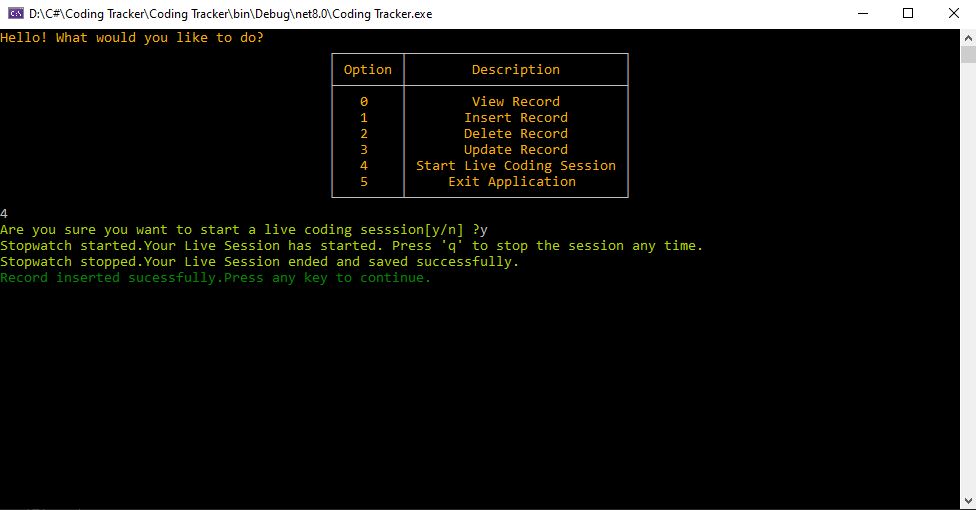 D:\C#\Coding Tracker\Coding Tracker\bin\Debug\net8.0\Coding Tracker.exe
Hello! What would you like to do?
Option Description
0 View Record
1 Insert Record
2 Delete Record
3 Update Record
4 Start Live Coding Session
5 Exit Application
4
Are you sure you want to start a live coding sesssion[y/n] ?y
Stopwatch started.Your Live Session has started. Press 'q' to stop the session any time.
Stopwatch stopped.Your Live Session ended and saved successfully.
Record inserted sucessfully.Press any key to continue.